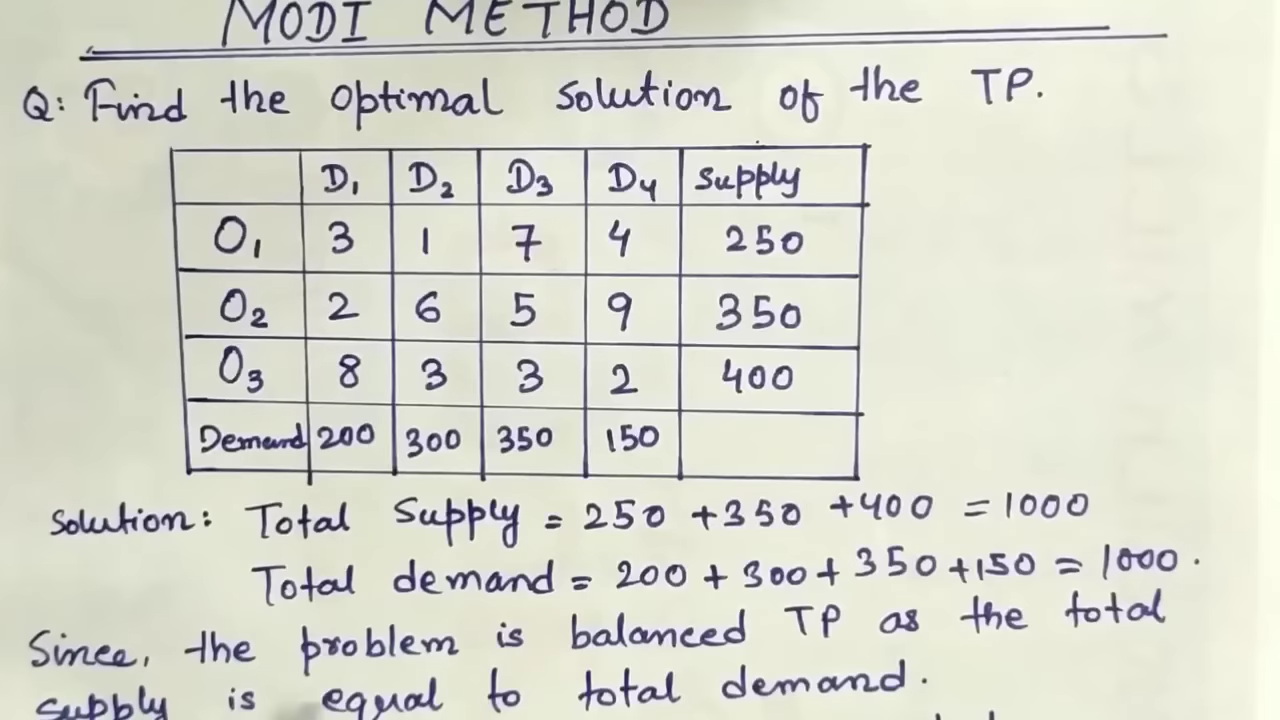 MODI METHOD
Q: Find the optimal solution of the TP.
D1 D2 D3 D4 Supply
O1 3 1 7 4 250
O2 2 6 5 9 350
O3 8 3 3 2 400
Demand 200 300 350 150
Solution: Total Supply = 250 +350 +400 = 1000
Total demand = 200 + 300 + 350 +150 = 1000.
Since, the problem is balanced TP as the total
supply is equal to total demand.